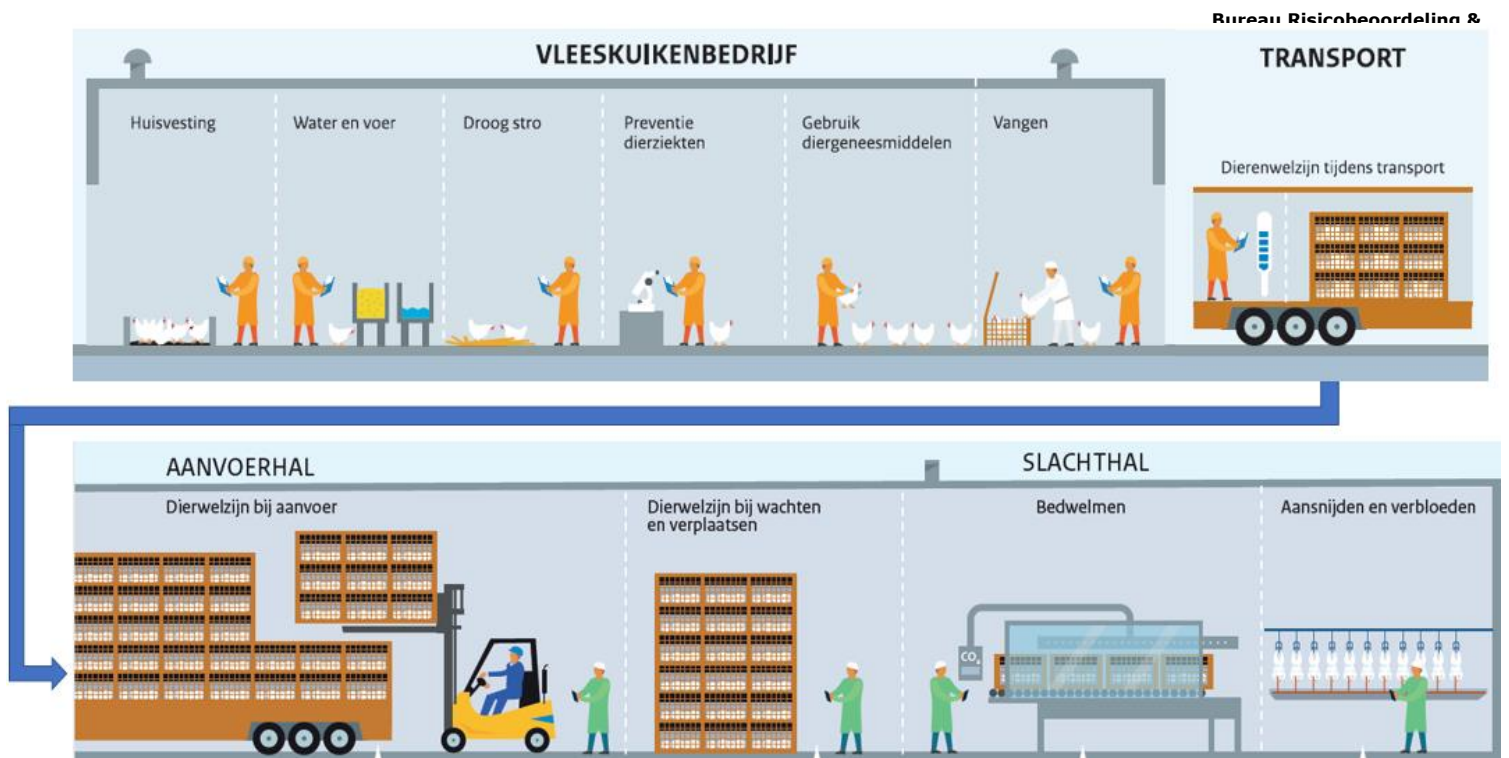 Bureau Risicobeoordeling &
VLEESKUIKENBEDRIJF
TRANSPORT
Huisvesting
Water en voer
Droog stro
Preventie
dierziekten
Gebruik
diergeneesmiddelen
Vangen
Dierenwelzijn tijdens transport
AANVOERHAL
SLACHTHAL
Dierwelzijn bij aanvoer
Dierwelzijn bij wachten
en verplaatsen
Bedwelmen
Aansnijden en verbloeden
CO₂